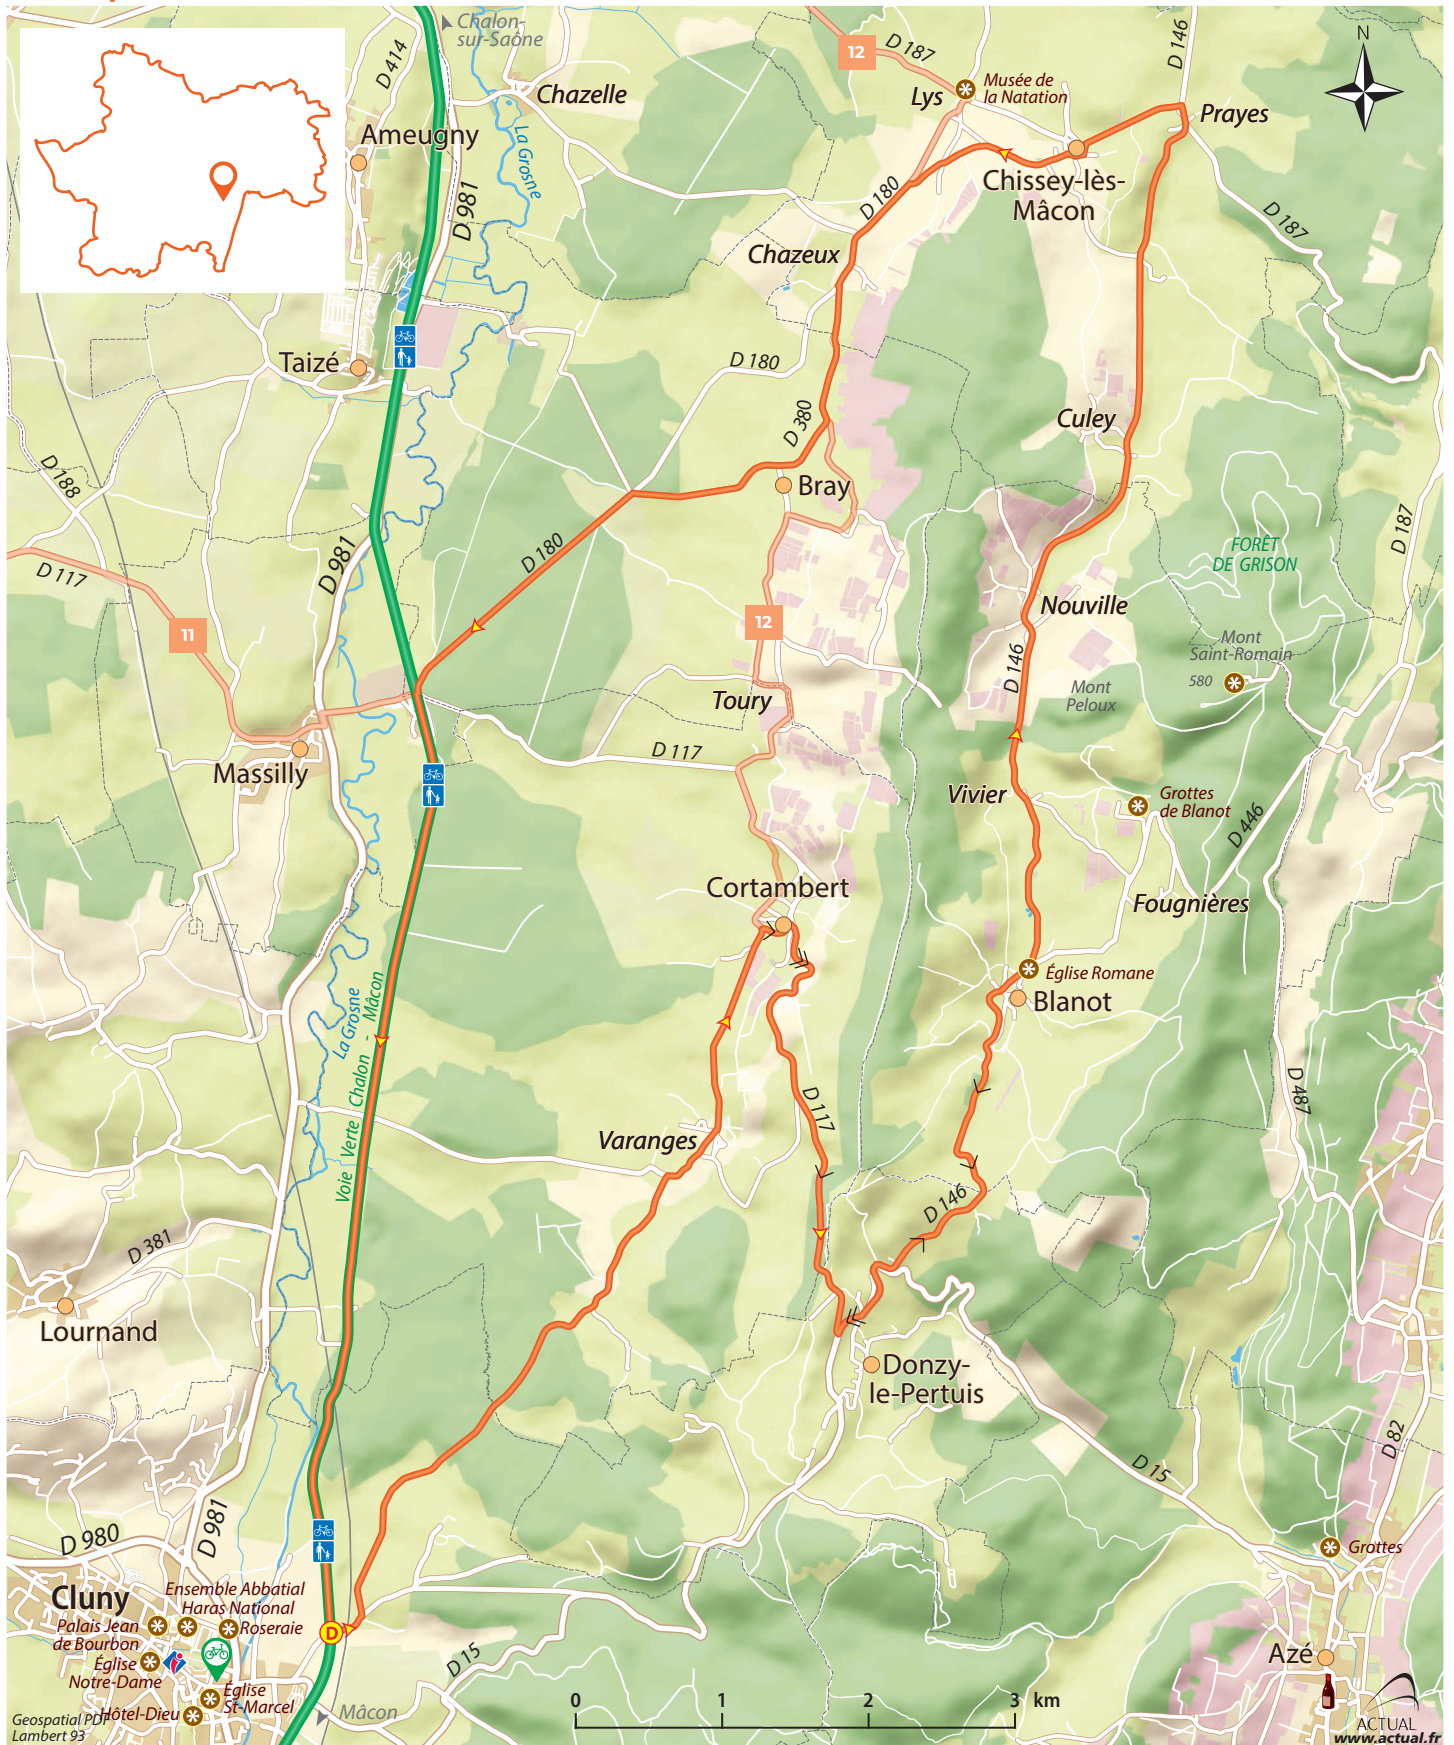 Chalon-
sur-Saône
D 414
Chazelle
Ameugny
La Grosne
D 981
12
D 187
Lys
Musée de
la Natation
D 146
N
Prayes
Chissey-lès-
Mâcon
D 180
D 187
Chazeux
Taizé
D 180
D 380
Culey
Bray
D 188
D 981
D 180
D 117
11
12
FORÊT
DE GRISON
D 187
Nouville
Mont
Saint-Romain
580
D 146
Mont
Peloux
Toury
D 117
Massilly
Vivier
Grottes
de Blanot
D 446
Cortambert
Fougnières
Église Romane
Blanot
La Grosne
Voie Verte Chalon - Mâcon
D 117
D 487
Varanges
D 146
D 381
Lournand
Donzy-
le-Pertuis
D 82
D 15
D 981
D 980
Grottes
Cluny
Ensemble Abbatial
Haras National
Palais Jean
de Bourbon
Roseraie
D
Église
Notre-Dame
Église
St-Marcel
Hôtel-Dieu
D 15
Mâcon
Azé
0 1 2 3 km
Geospatial PDF
Lambert 93
ACTUAL
www.actual.fr